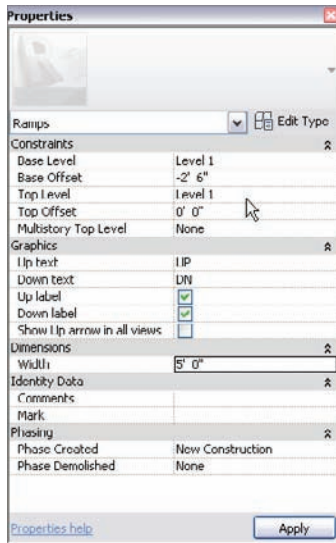 Properties
Ramps Edit Type
Constraints
Base Level Level 1
Base Offset -2' 6"
Top Level Level 1
Top Offset 0' 0"
Multistory Top Level None
Graphics
Up text UP
Down text DN
Up label
Down label
Show Up arrow in all views
Dimensions
Width 5' 0"
Identity Data
Comments
Mark
Phasing
Phase Created New Construction
Phase Demolished None
Properties help Apply